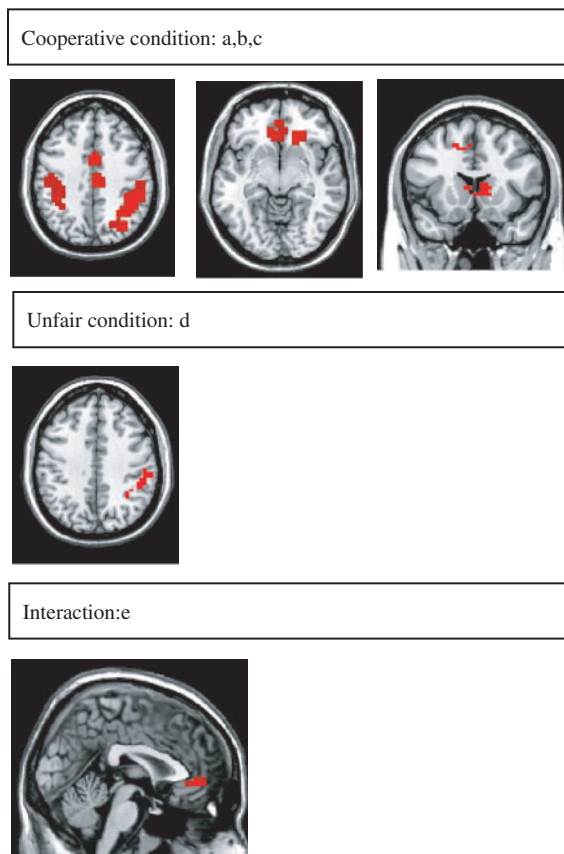 Cooperative condition: a,b,c
Unfair condition: d
Interaction:e